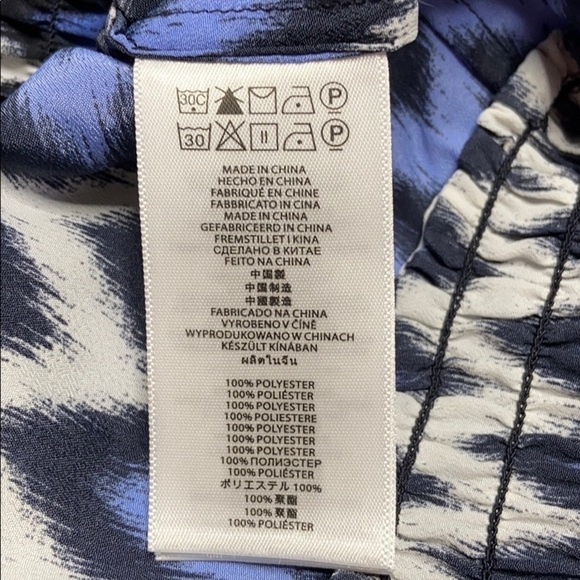 30C P
30 P
MADE IN CHINA
HECHO EN CHINA
FABRIQUÉ EN CHINE
FABBRICATO IN CINA
MADE IN CHINA
GEFABRICEERD IN CHINA
FREMSTILLET I KINA
СДЕЛАНО В КИТАЕ
FEITO NA CHINA
中国製
中国制造
中國製造
FABRICADO NA CHINA
VYROBENO V ČÍNĚ
WYPRODUKOWANO W CHINACH
KÉSZÜLT KÍNÁBAN
ผลิตในจีน
100% POLYESTER
100% POLIÉSTER
100% POLYESTER
100% POLIESTERE
100% POLYESTER
100% POLYESTER
100% POLYESTER
100% ПОЛИЭСТЕР
100% POLIÉSTER
ポリエステル 100%
100% 聚酯
100% 聚酯
100% POLIÉSTER